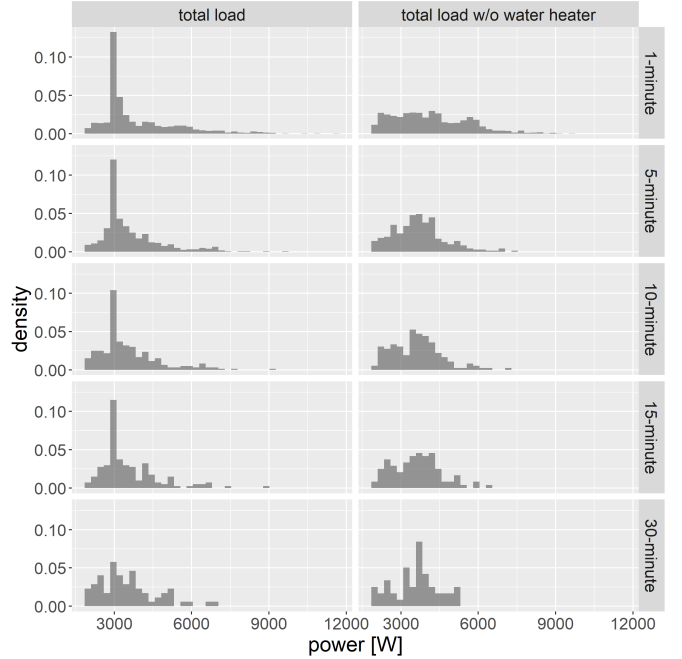 total load
total load w/o water heater
density
0.10
0.05
0.00
1-minute
0.10
0.05
0.00
5-minute
0.10
0.05
0.00
10-minute
0.10
0.05
0.00
15-minute
0.10
0.05
0.00
30-minute
3000 6000 9000 12000 3000 6000 9000 12000
power [W]